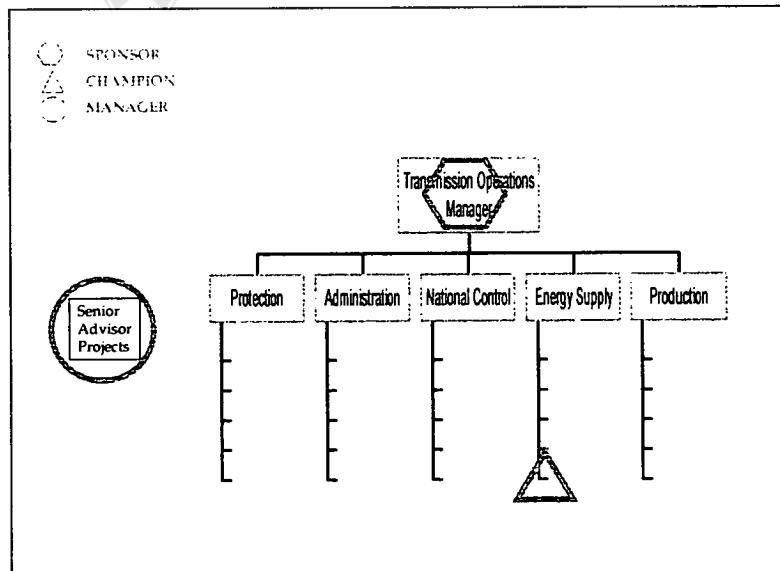 SPONSOR
CHAMPION
MANAGER
Transmission Operations
Manager
Protection
Administration
National Control
Energy Supply
Production
Senior
Advisor
Projects